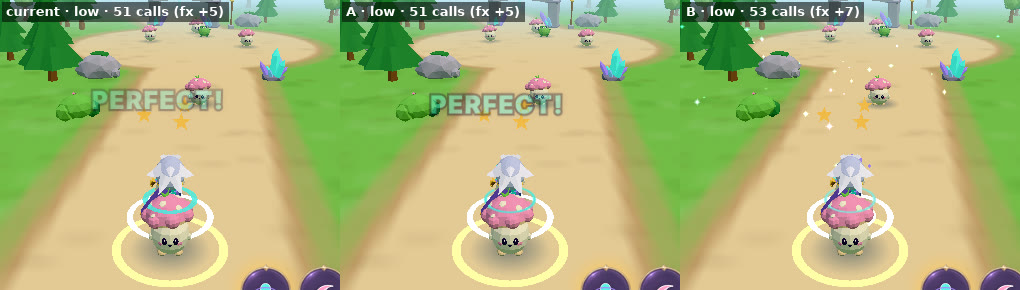 current · low · 51 calls (fx +5)
A · low · 51 calls (fx +5)
B · low · 53 calls (fx +7)
PERFECT!
PERFECT!